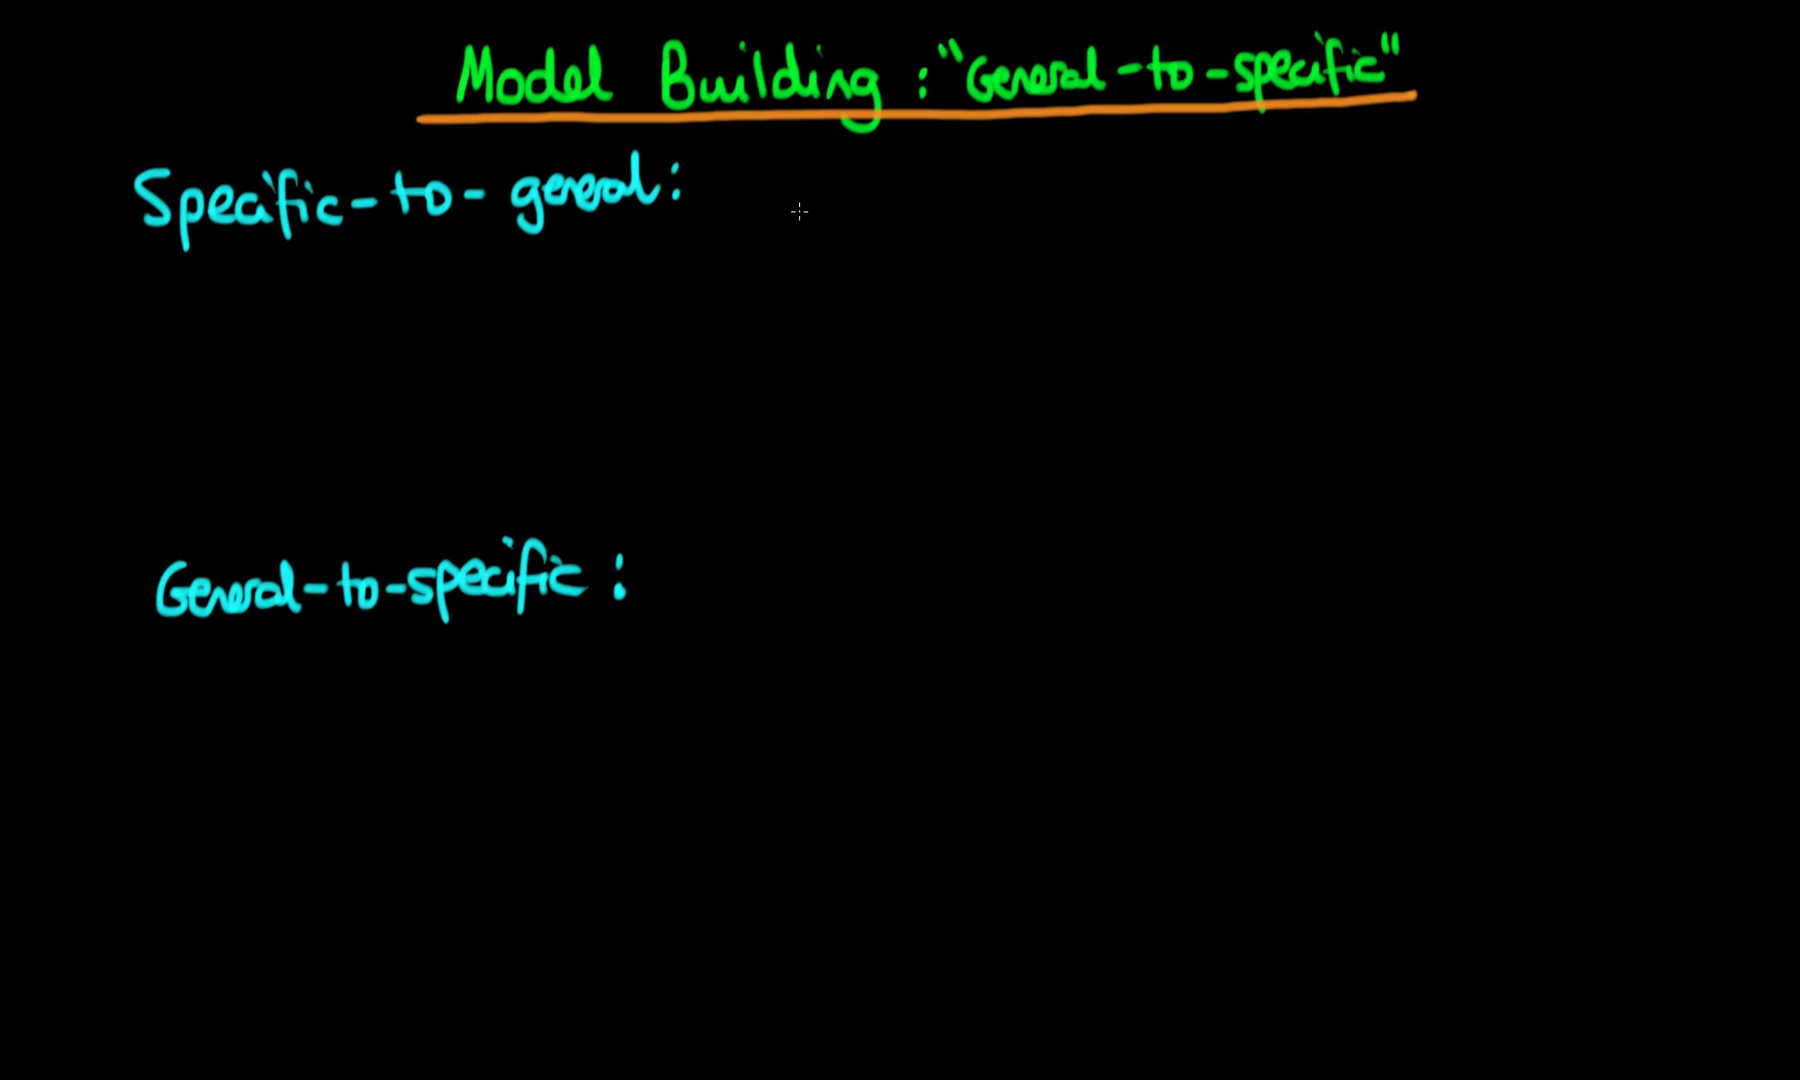 Model Building : "General-to-specific"
Specific-to-general:
General-to-specific :